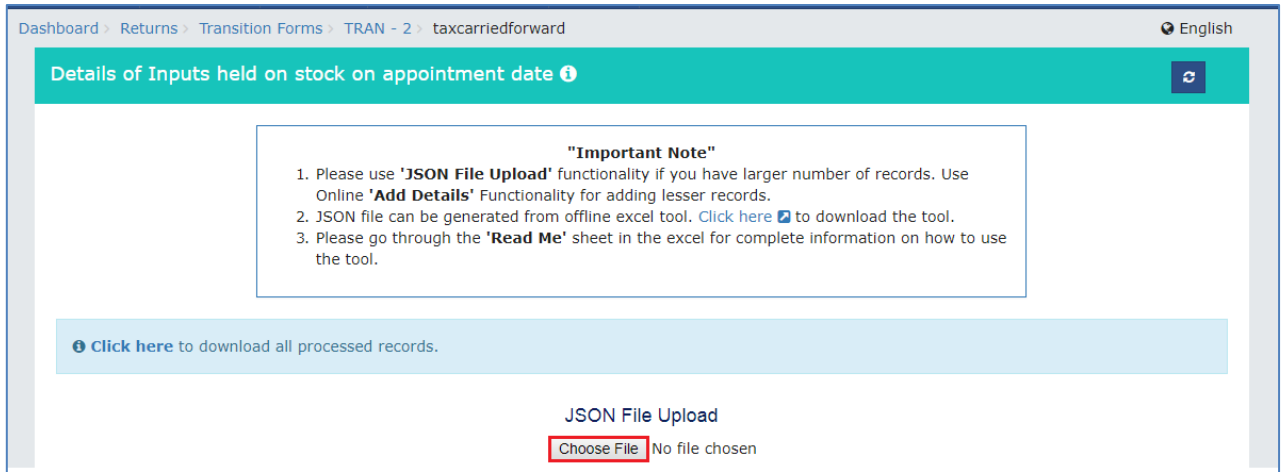 Dashboard > Returns > Transition Forms > TRAN - 2 > taxcarriedforward English
Details of Inputs held on stock on appointment date
"Important Note"
1. Please use 'JSON File Upload' functionality if you have larger number of records. Use
Online 'Add Details' Functionality for adding lesser records.
2. JSON file can be generated from offline excel tool. Click here to download the tool.
3. Please go through the 'Read Me' sheet in the excel for complete information on how to use
the tool.
Click here to download all processed records.
JSON File Upload
Choose File No file chosen